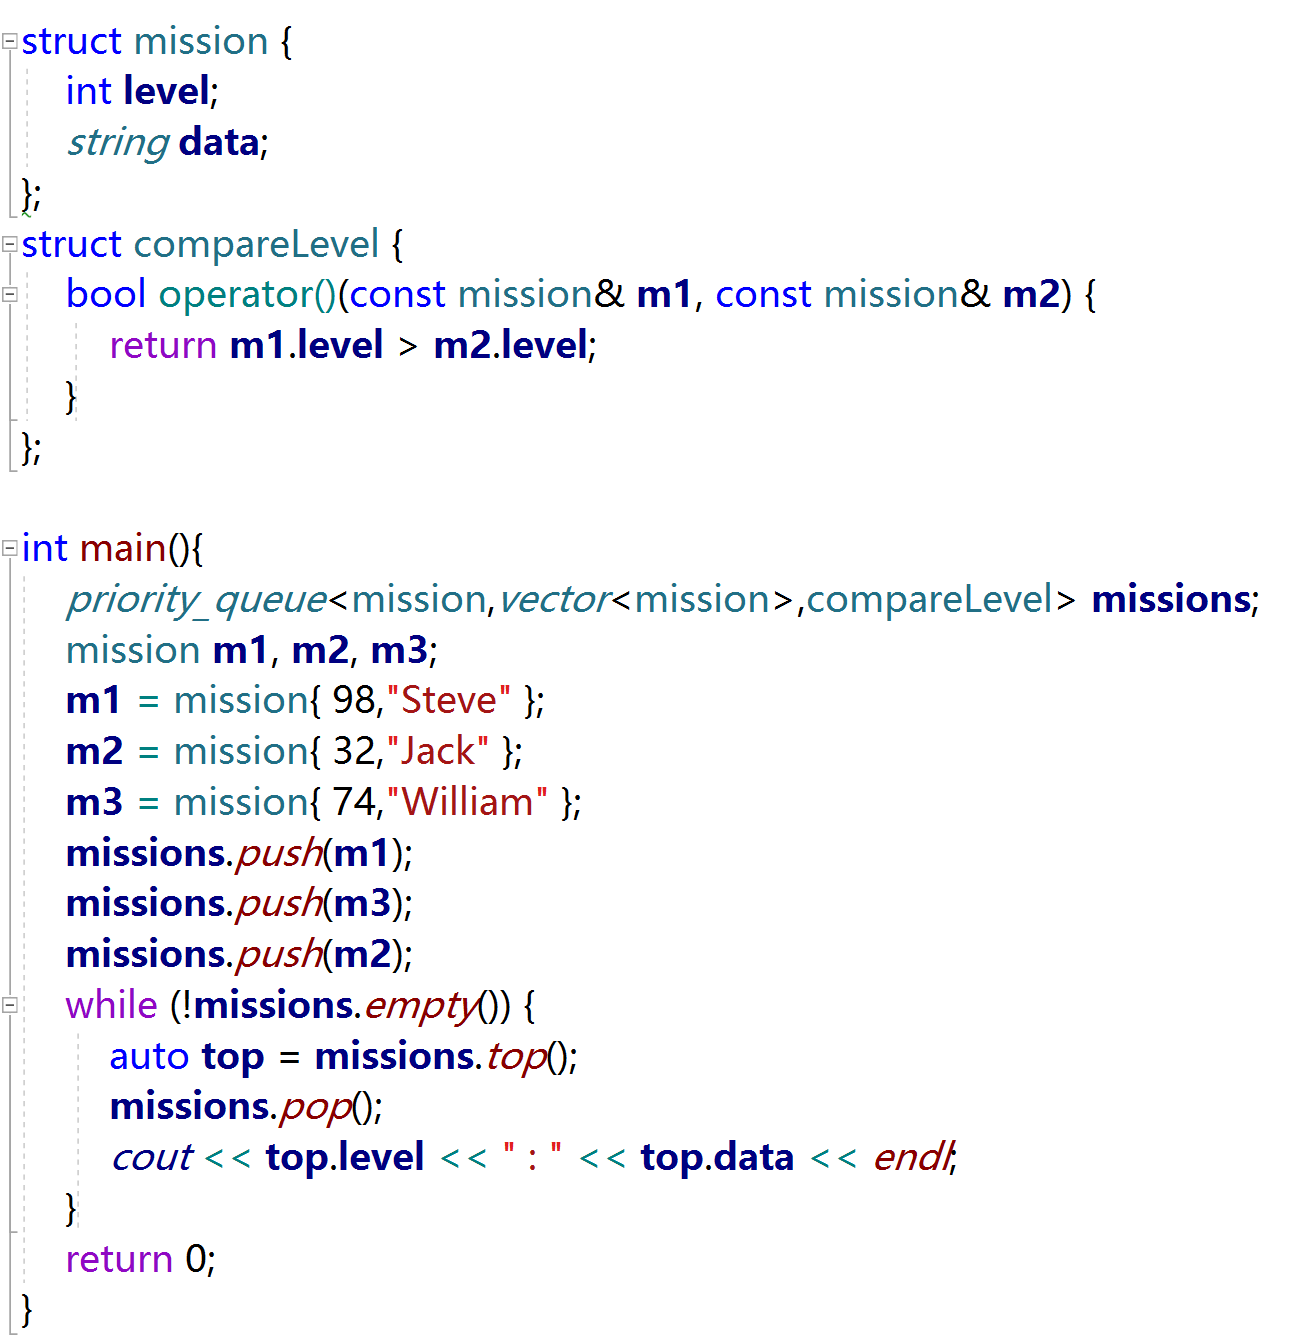 struct mission {
int level;
string data;
};
struct compareLevel {
bool operator()(const mission& m1, const mission& m2) {
return m1.level > m2.level;
}
};
int main(){
priority_queue<mission,vector<mission>,compareLevel> missions;
mission m1, m2, m3;
m1 = mission{ 98,"Steve" };
m2 = mission{ 32,"Jack" };
m3 = mission{ 74,"William" };
missions.push(m1);
missions.push(m3);
missions.push(m2);
while (!missions.empty()) {
auto top = missions.top();
missions.pop();
cout << top.level << " : " << top.data << endl;
}
return 0;
}